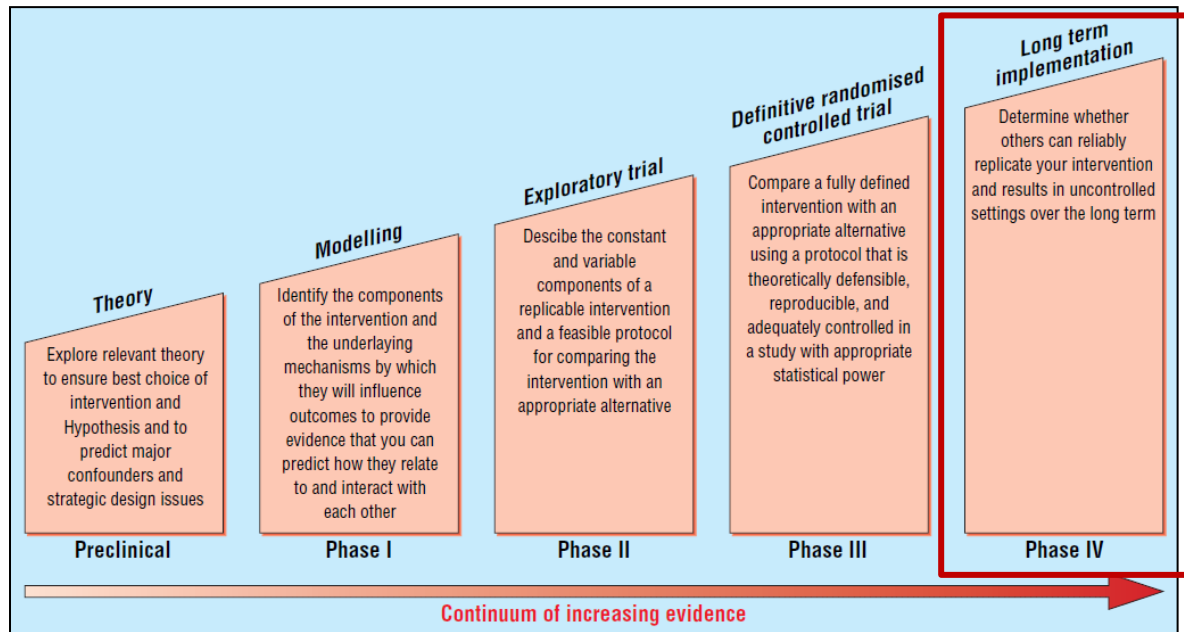 Theory
Explore relevant theory
to ensure best choice of
intervention and
Hypothesis and to
predict major
confounders and
strategic design issues
Preclinical
Modelling
Identify the components
of the intervention and
the underlaying
mechanisms by which
they will influence
outcomes to provide
evidence that you can
predict how they relate
to and interact with
each other
Phase I
Exploratory trial
Descibe the constant
and variable
components of a
replicable intervention
and a feasible protocol
for comparing the
intervention with an
appropriate alternative
Phase II
Definitive randomised
controlled trial
Compare a fully defined
intervention with an
appropriate alternative
using a protocol that is
theoretically defensible,
reproducible, and
adequately controlled in
a study with appropriate
statistical power
Phase III
Long term
implementation
Determine whether
others can reliably
replicate your intervention
and results in uncontrolled
settings over the long term
Phase IV
Continuum of increasing evidence